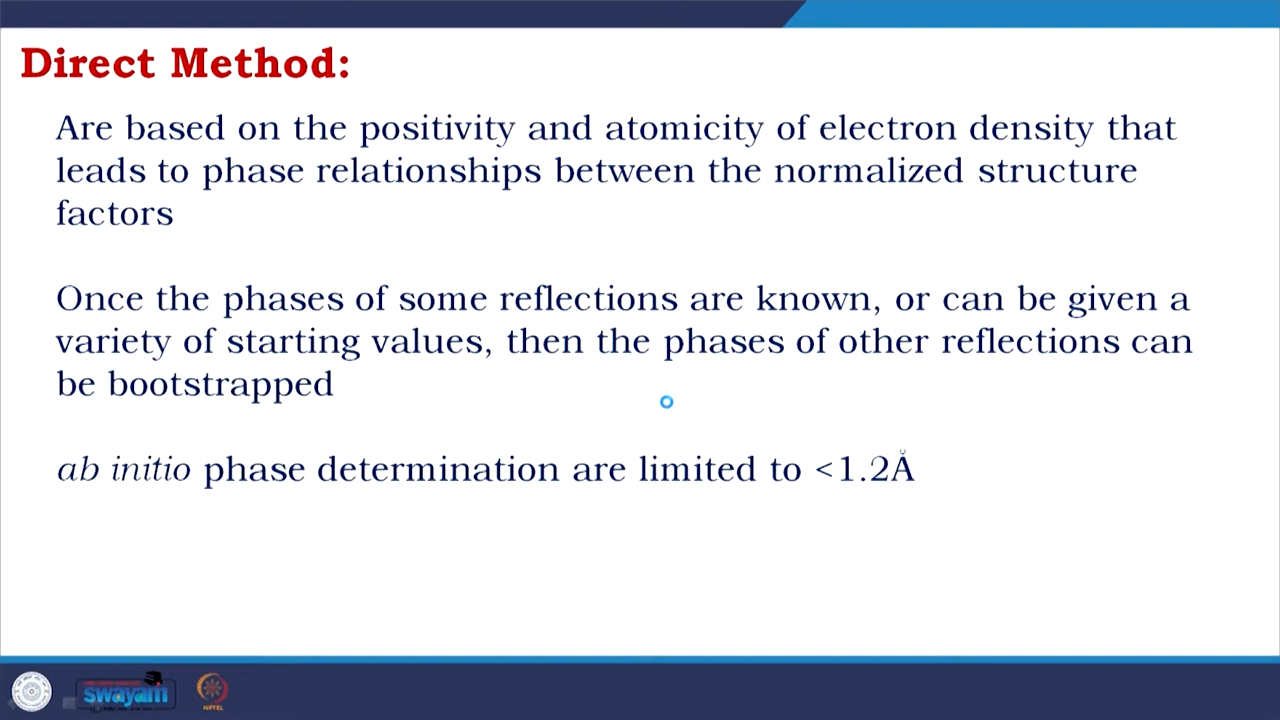 Direct Method:
Are based on the positivity and atomicity of electron density that
leads to phase relationships between the normalized structure
factors
Once the phases of some reflections are known, or can be given a
variety of starting values, then the phases of other reflections can
be bootstrapped
ab initio phase determination are limited to <1.2Å
swayam
NPTEL